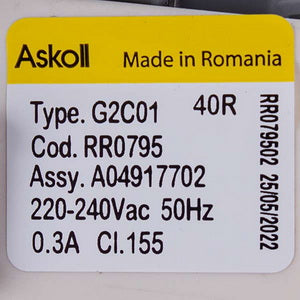 Askoll Made in Romania
Type. G2C01 40R
Cod. RR0795
Assy. A04917702
220-240Vac 50Hz
0.3A Cl.155
RR079502 25/05/2022